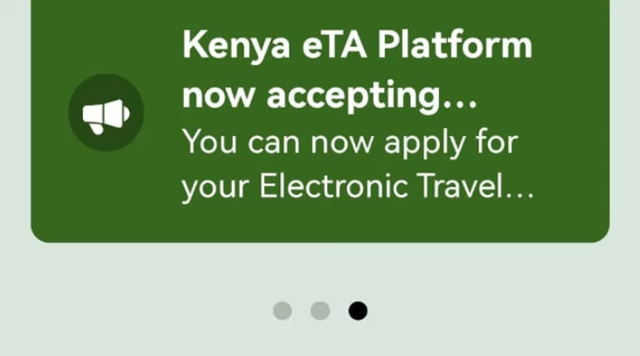 Kenya eTA Platform
now accepting...
You can now apply for
your Electronic Travel...